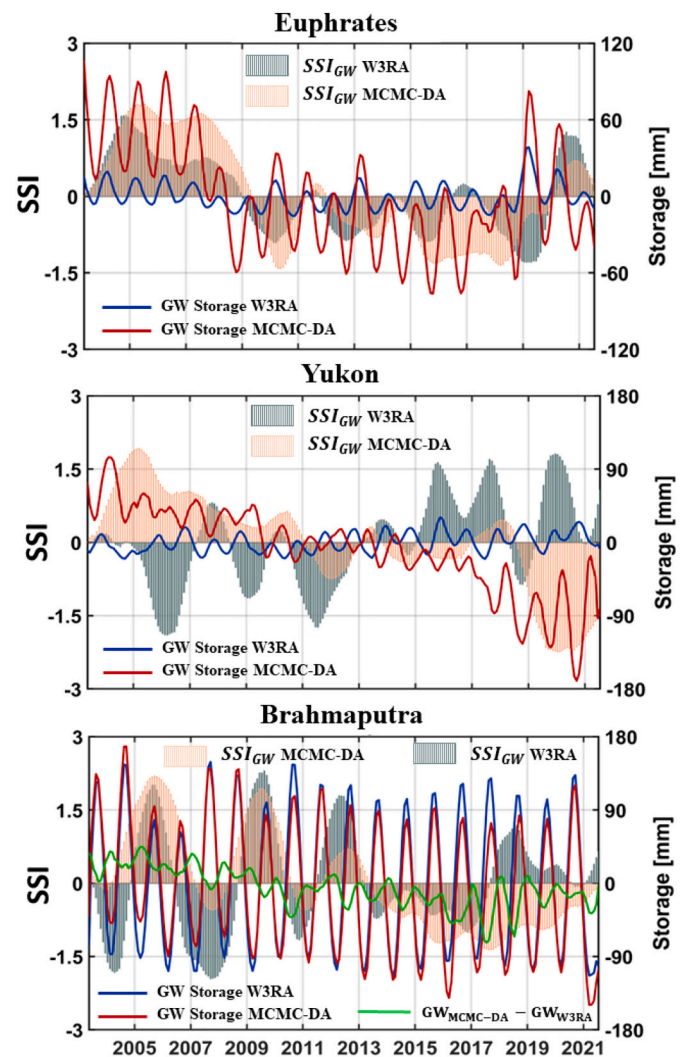 Euphrates
3 120
SSI_GW W3RA
SSI_GW MCMC-DA
1.5 60
SSI 0 0 Storage [mm]
-1.5 -60
GW Storage W3RA
GW Storage MCMC-DA
-3 -120
Yukon
3 180
SSI_GW W3RA
SSI_GW MCMC-DA
1.5 90
SSI 0 0 Storage [mm]
-1.5 -90
GW Storage W3RA
GW Storage MCMC-DA
-3 -180
Brahmaputra
3 180
SSI_GW MCMC-DA SSI_GW W3RA
1.5 90
SSI 0 0 Storage [mm]
-1.5 -90
GW Storage W3RA
GW Storage MCMC-DA GW_MCMC-DA − GW_W3RA
-3 -180
2005 2007 2009 2011 2013 2015 2017 2019 2021